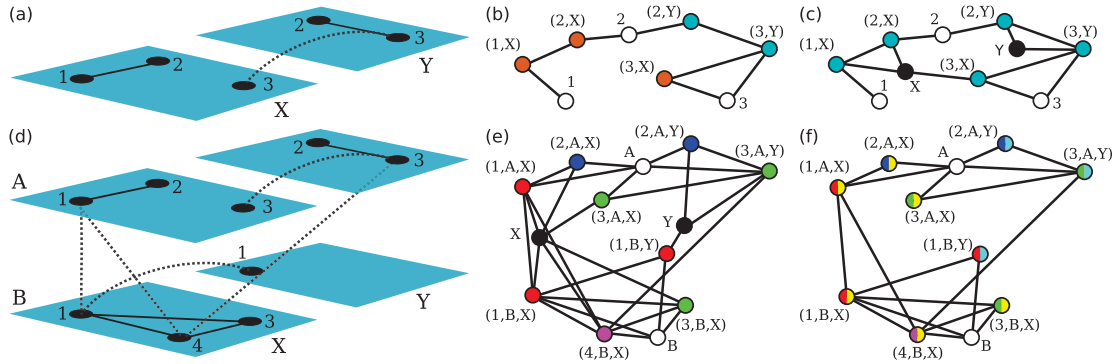 (a)
2
3
Y
1
2
3
X
(b)
(2,X)
2
(2,Y)
(1,X)
(3,Y)
(3,X)
1
3
(c)
(2,X)
2
(2,Y)
(1,X)
(3,Y)
Y
(3,X)
1
X
3
(d)
2
3
A
1
2
3
1
Y
B
1
3
4
X
(e)
(2,A,X)
A
(2,A,Y)
(1,A,X)
(3,A,Y)
(3,A,X)
X
Y
(1,B,Y)
(1,B,X)
(3,B,X)
(4,B,X)
B
(f)
(2,A,X)
A
(2,A,Y)
(1,A,X)
(3,A,Y)
(3,A,X)
(1,B,Y)
(1,B,X)
(3,B,X)
(4,B,X)
B